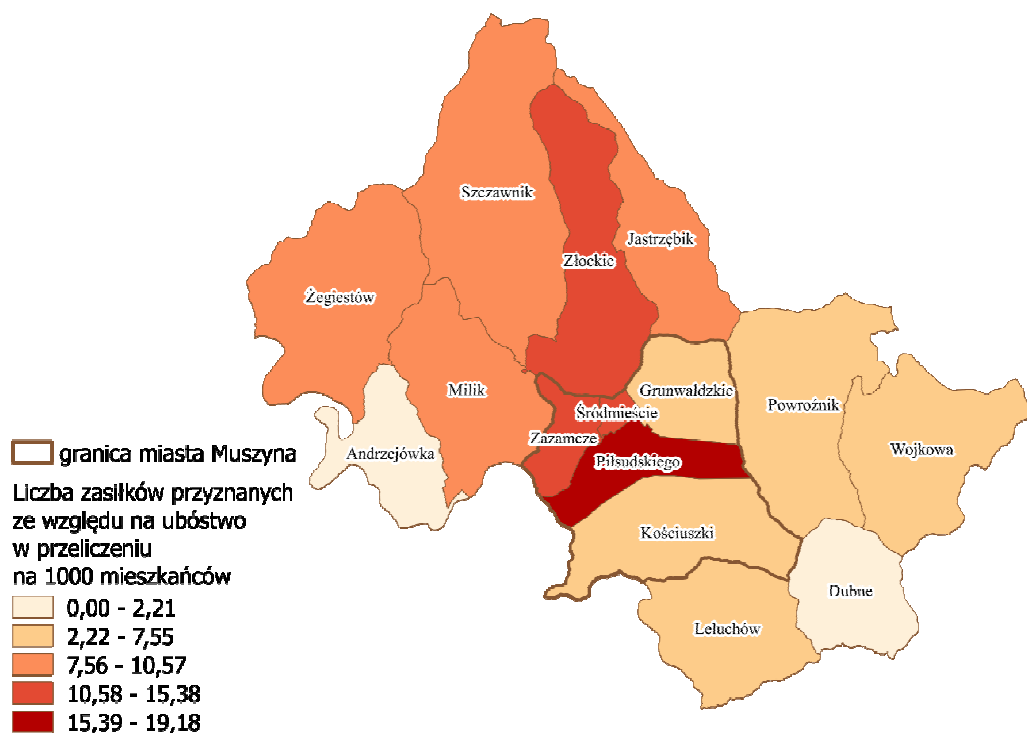 Szczawnik
Jastrzębik
Złockie
Żegiestów
Milik
Grunwaldzkie
Powroźnik
Śródmieście
Zazamcze
Wojkowa
Andrzejówka
Piłsudskiego
Kościuszki
Dubne
Leluchów
granica miasta Muszyna
Liczba zasiłków przyznanych
ze względu na ubóstwo
w przeliczeniu
na 1000 mieszkańców
0,00 - 2,21
2,22 - 7,55
7,56 - 10,57
10,58 - 15,38
15,39 - 19,18